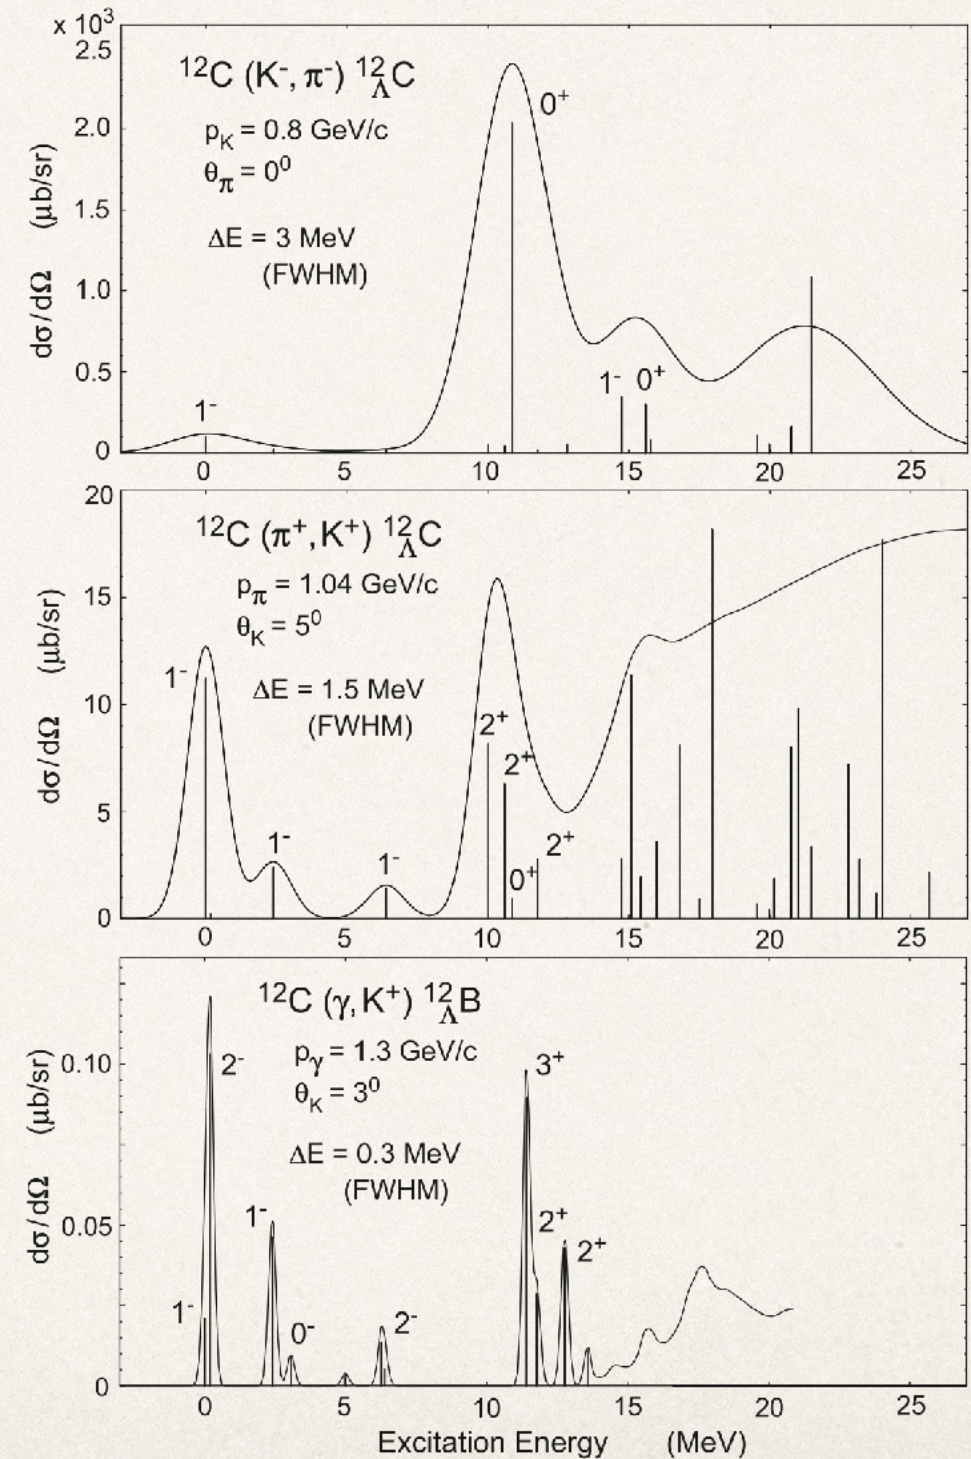 x 10³
2.5
2.0
1.5
1.0
0.5
0
dσ/dΩ (μb/sr)
¹²C (K⁻, π⁻) ¹²ΛC
p_K = 0.8 GeV/c
θ_π = 0⁰
ΔE = 3 MeV
(FWHM)
1⁻
0⁺
1⁻ 0⁺
0 5 10 15 20 25
20
15
10
5
0
dσ/dΩ (μb/sr)
¹²C (π⁺, K⁺) ¹²ΛC
p_π = 1.04 GeV/c
θ_K = 5⁰
ΔE = 1.5 MeV
(FWHM)
1⁻
1⁻
1⁻
2⁺
2⁺
0⁺
2⁺
0 5 10 15 20 25
0.10
0.05
0
dσ/dΩ (μb/sr)
¹²C (γ, K⁺) ¹²ΛB
p_γ = 1.3 GeV/c
θ_K = 3⁰
ΔE = 0.3 MeV
(FWHM)
1⁻
2⁻
1⁻
0⁻
2⁻
3⁺
2⁺
2⁺
0 5 10 15 20 25
Excitation Energy (MeV)